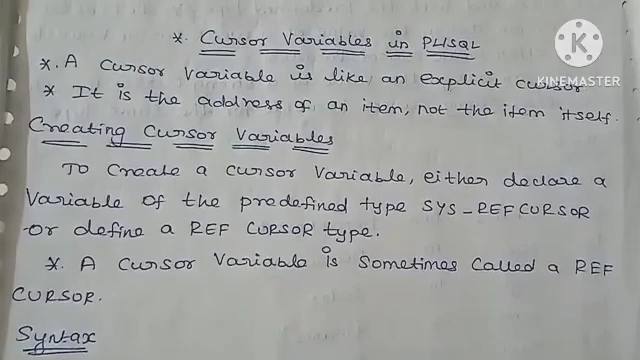 *. Cursor Variables in PL|SQL
*. A cursor variable is like an explicit cursor
* It is the address of an item, not the item itself.
Creating Cursor Variables
To create a cursor variable, either declare a
variable of the predefined type SYS-REFCURSOR
or define a REF CURSOR type.
*. A cursor variable is sometimes called a REF
CURSOR.
Syntax
KINEMASTER